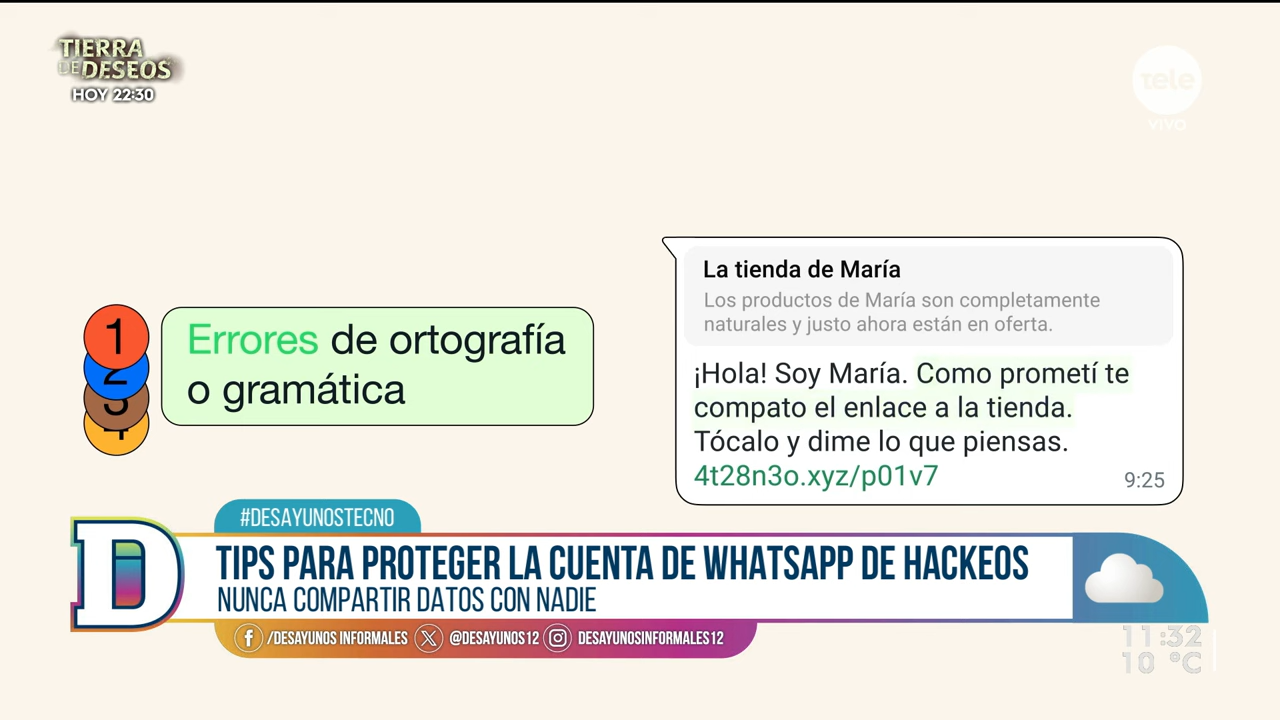 TIERRA
DE DESEOS
HOY 22:30
tele
VIVO
La tienda de María
Los productos de María son completamente
naturales y justo ahora están en oferta.
¡Hola! Soy María. Como prometí te
compato el enlace a la tienda.
Tócalo y dime lo que piensas.
4t28n3o.xyz/p01v7
9:25
1
2
3
4
Errores de ortografía
o gramática
#DESAYUNOSTECNO
D
TIPS PARA PROTEGER LA CUENTA DE WHATSAPP DE HACKEOS
NUNCA COMPARTIR DATOS CON NADIE
/DESAYUNOS INFORMALES @DESAYUNOS12 DESAYUNOSINFORMALES12
11:32
10 °C